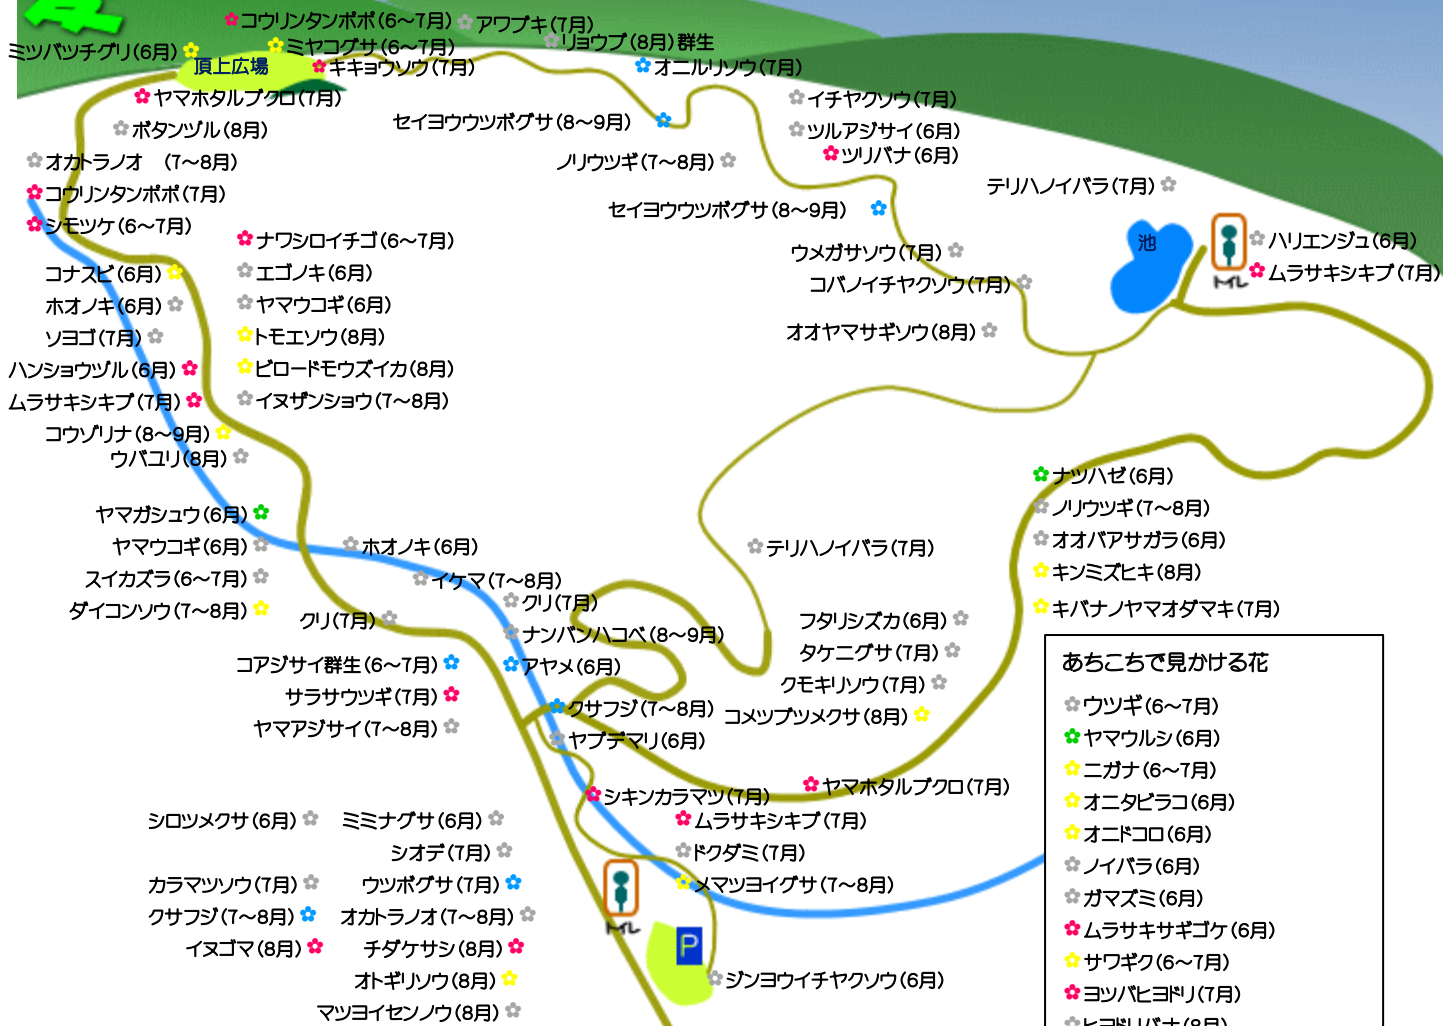 コウリンタンポポ(6～7月)
アワブキ(7月)
リョウブ(8月)群生
ミツバツチグリ(6月)
ミヤコグサ(6～7月)
頂上広場
キキョウソウ(7月)
オニルリソウ(7月)
ヤマホタルブクロ(7月)
イチヤクソウ(7月)
セイヨウウツボグサ(8～9月)
ボタンヅル(8月)
ツルアジサイ(6月)
ツリバナ(6月)
オカトラノオ (7～8月)
ノリウツギ(7～8月)
テリハノイバラ(7月)
コウリンタンポポ(7月)
セイヨウウツボグサ(8～9月)
シモツケ(6～7月)
ナワシロイチゴ(6～7月)
池
ハリエンジュ(6月)
ウメガサソウ(7月)
コナスビ(6月)
エゴノキ(6月)
ムラサキシキブ(7月)
トイレ
コバノイチヤクソウ(7月)
ホオノキ(6月)
ヤマウコギ(6月)
オオヤマサギソウ(8月)
ソヨゴ(7月)
トモエソウ(8月)
ハンショウヅル(6月)
ビロードモウズイカ(8月)
ムラサキシキブ(7月)
イヌザンショウ(7～8月)
コウゾリナ(8～9月)
ウバユリ(8月)
ナツハゼ(6月)
ノリウツギ(7～8月)
ヤマガシュウ(6月)
オオバアサガラ(6月)
ヤマウコギ(6月)
ホオノキ(6月)
テリハノイバラ(7月)
スイカズラ(6～7月)
イケマ(7～8月)
キンミズヒキ(8月)
ダイコンソウ(7～8月)
クリ(7月)
キバナノヤマオダマキ(7月)
クリ(7月)
ナンバンハコベ(8～9月)
フタリシズカ(6月)
コアジサイ群生(6～7月)
アヤメ(6月)
タケニグサ(7月)
サラサウツギ(7月)
クモキリソウ(7月)
クサフジ(7～8月)
コメツブツメクサ(8月)
ヤマアジサイ(7～8月)
ヤブデマリ(6月)
シキンカラマツ(7月)
ヤマホタルブクロ(7月)
シロツメクサ(6月)
ミミナグサ(6月)
ムラサキシキブ(7月)
シオデ(7月)
ドクダミ(7月)
カラマツソウ(7月)
ウツボグサ(7月)
メマツヨイグサ(7～8月)
クサフジ(7～8月)
オカトラノオ(7～8月)
トイレ
イヌゴマ(8月)
チダケサシ(8月)
P
オトギリソウ(8月)
ジンヨウイチヤクソウ(6月)
マツヨイセンノウ(8月)
あちこちで見かける花
ウツギ(6～7月)
ヤマウルシ(6月)
ニガナ(6～7月)
オニタビラコ(6月)
オニドコロ(6月)
ノイバラ(6月)
ガマズミ(6月)
ムラサキサギゴケ(6月)
サワギク(6～7月)
ヨツバヒヨドリ(7月)
ヒヨドリバナ(8月)